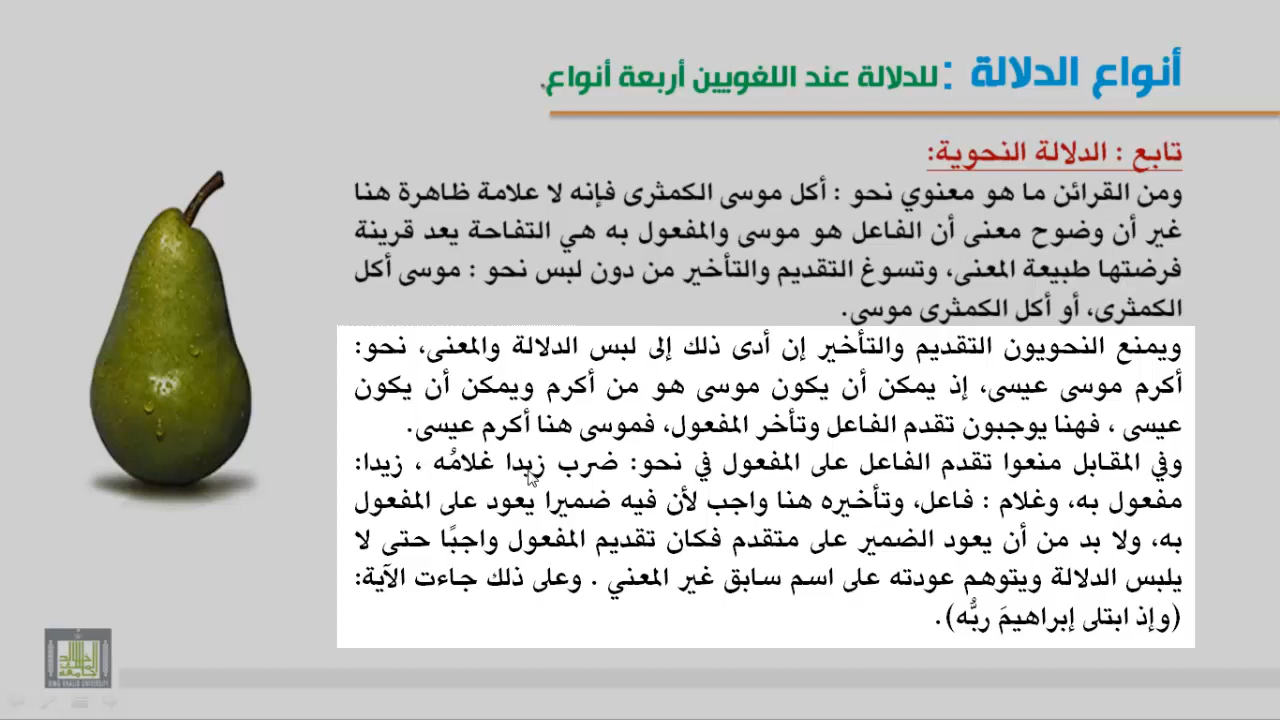 أنواع الدلالة : للدلالة عند اللغويين أربعة أنواع.
تابع : الدلالة النحوية:
ومن القرائن ما هو معنوي نحو : أكل موسى الكمثرى فإنه لا علامة ظاهرة هنا
غير أن وضوح معنى أن الفاعل هو موسى والمفعول به هي التفاحة يعد قرينة
فرضتها طبيعة المعنى، وتسوغ التقديم والتأخير من دون لبس نحو : موسى أكل
الكمثرى، أو أكل الكمثرى موسى.
ويمنع النحويون التقديم والتأخير إن أدى ذلك إلى لبس الدلالة والمعنى، نحو:
أكرم موسى عيسى، إذ يمكن أن يكون موسى هو من أكرم ويمكن أن يكون
عيسى ، فهنا يوجبون تقدم الفاعل وتأخر المفعول، فموسى هنا أكرم عيسى.
وفي المقابل منعوا تقدم الفاعل على المفعول في نحو: ضرب زيدا غلامُه ، زيدا:
مفعول به، وغلام : فاعل، وتأخيره هنا واجب لأن فيه ضميرا يعود على المفعول
به، ولا بد من أن يعود الضمير على متقدم فكان تقديم المفعول واجبًا حتى لا
يلبس الدلالة ويتوهم عودته على اسم سابق غير المعني . وعلى ذلك جاءت الآية:
(وإذ ابتلى إبراهيمَ ربُّه).
KING KHALID UNIVERSITY